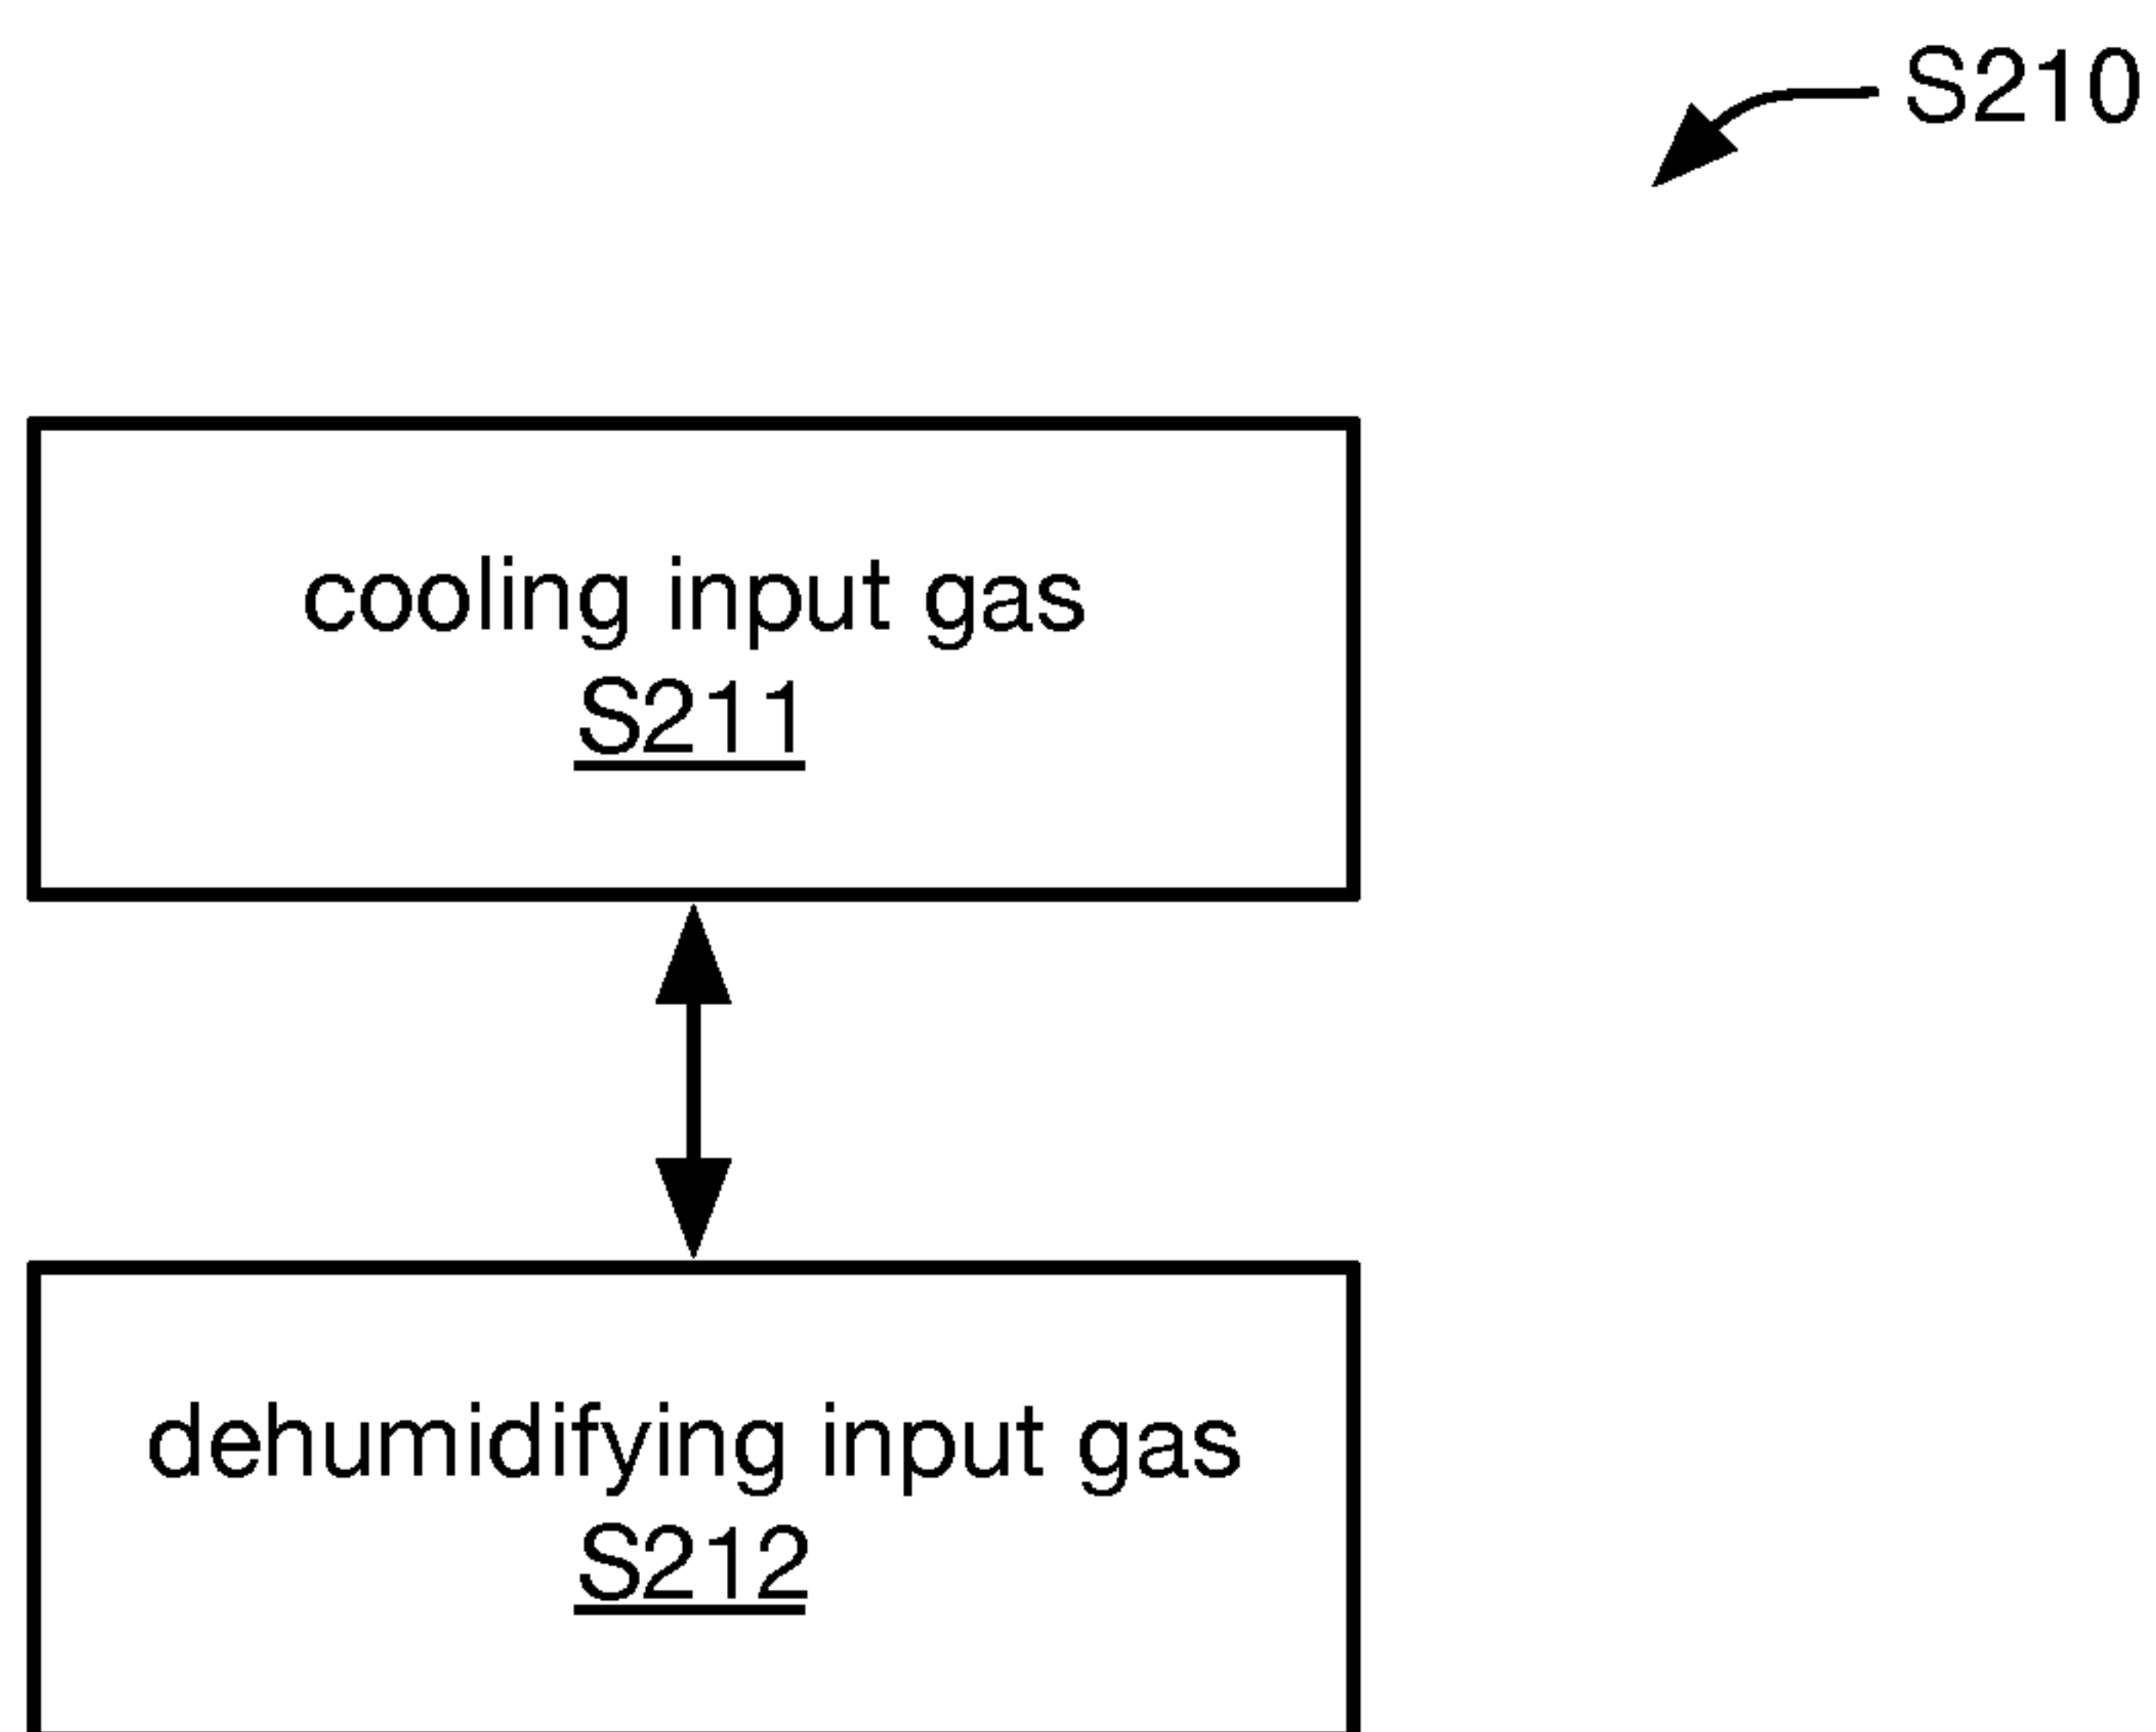 S210
cooling input gas
S211
dehumidifying input gas
S212